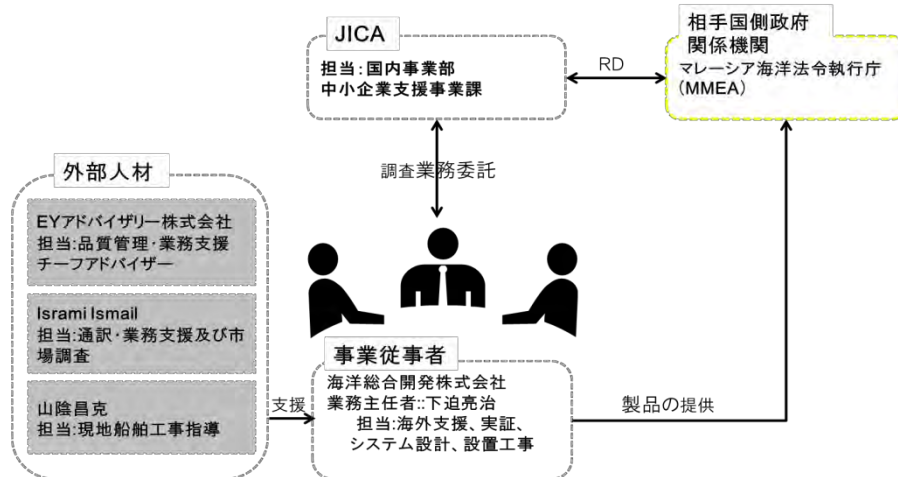 JICA
担当:国内事業部
中小企業支援事業課
RD
相手国側政府
関係機関
マレーシア海洋法令執行庁
(MMEA)
調査業務委託
外部人材
EYアドバイザリー株式会社
担当:品質管理・業務支援
チーフアドバイザー
Isrami Ismail
担当:通訳・業務支援及び市
場調査
山陰昌克
担当:現地船舶工事指導
支援
事業従事者
海洋総合開発株式会社
業務主任者::下迫亮治
担当:海外支援、実証、
システム設計、設置工事
製品の提供